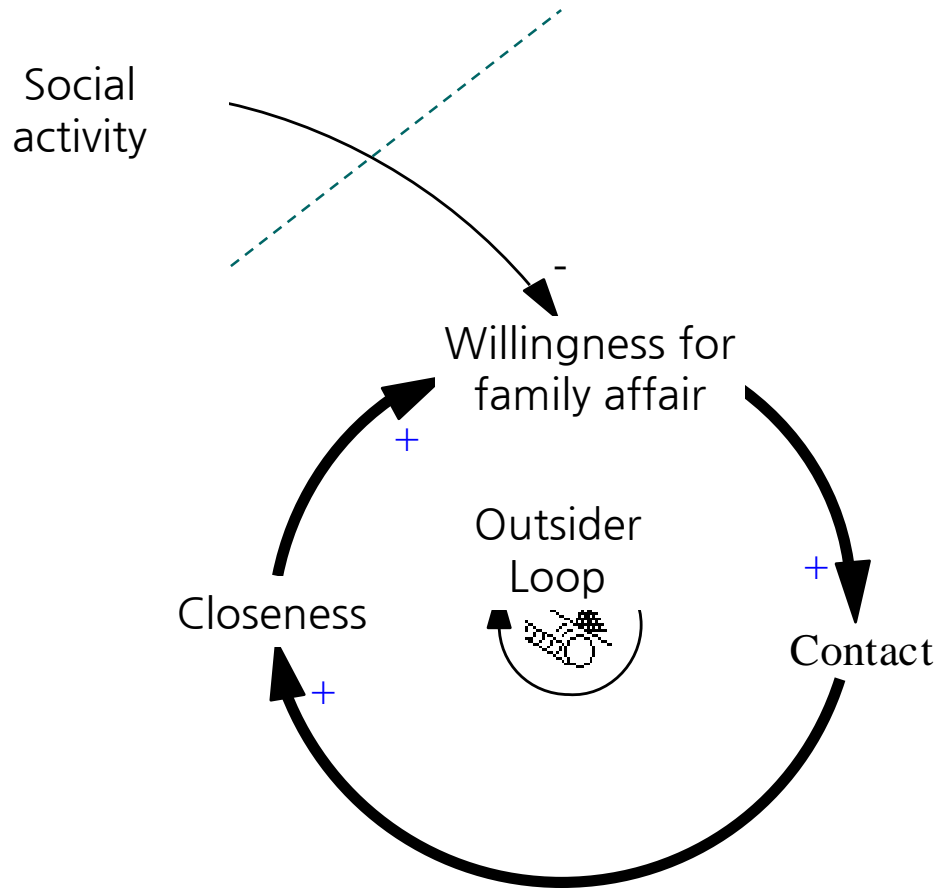 Social
activity
-
Willingness for
family affair
+
Outsider
Loop
+
Closeness
Contact
+